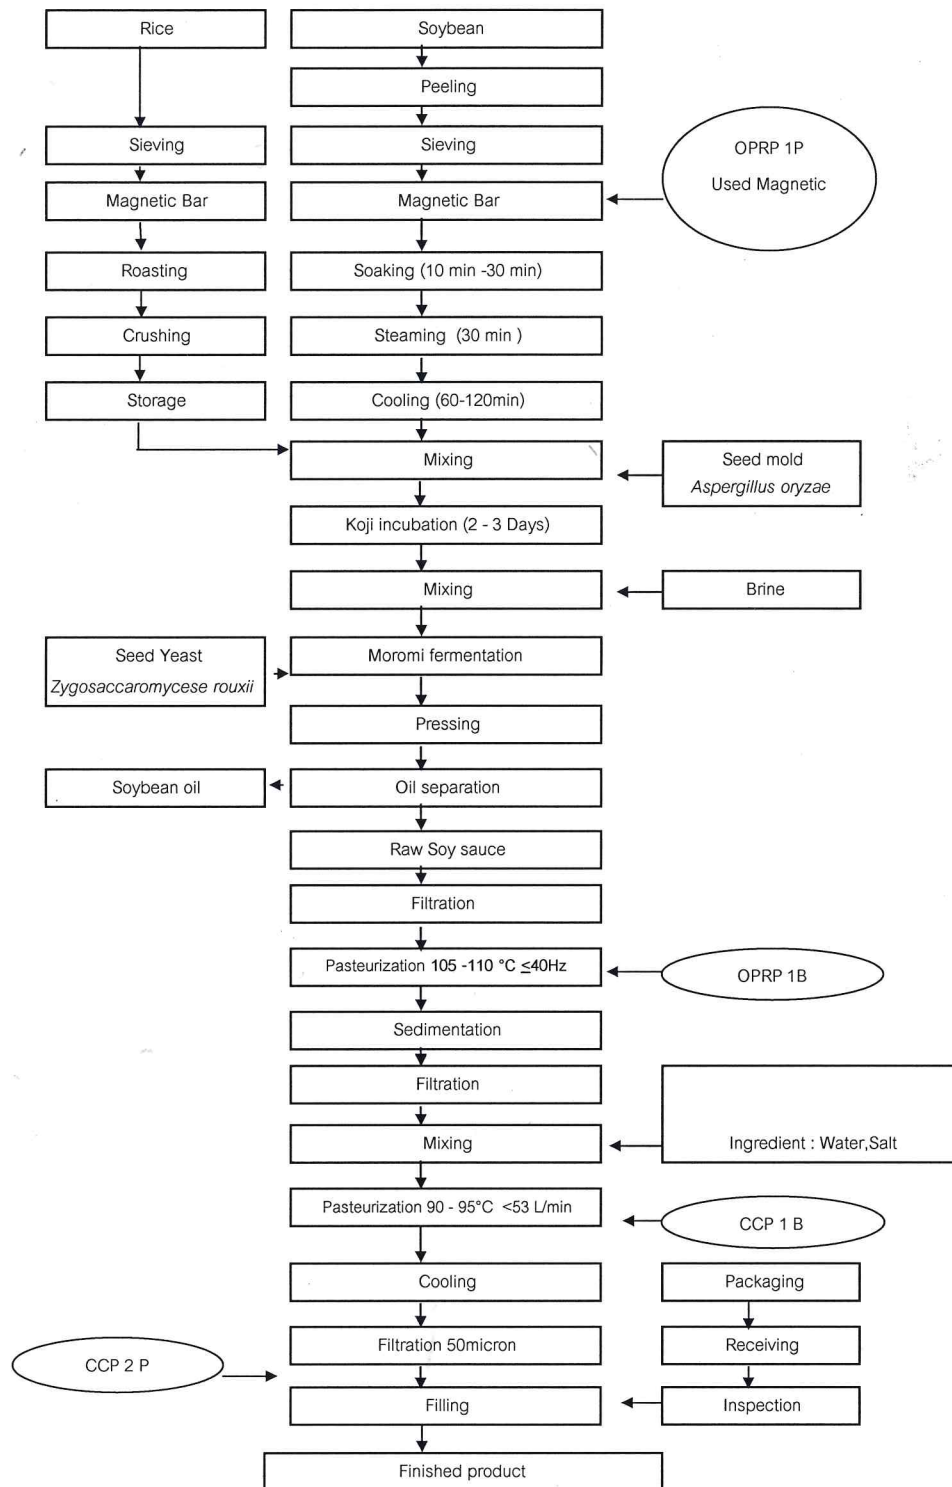 Rice
Soybean
Peeling
Sieving
Sieving
OPRP 1P
Used Magnetic
Magnetic Bar
Magnetic Bar
Roasting
Soaking (10 min -30 min)
Crushing
Steaming (30 min )
Storage
Cooling (60-120min)
Mixing
Seed mold
Aspergillus oryzae
Koji incubation (2 - 3 Days)
Mixing
Brine
Seed Yeast
Zygosaccaromycese rouxii
Moromi fermentation
Pressing
Soybean oil
Oil separation
Raw Soy sauce
Filtration
Pasteurization 105 -110 °C ≤40Hz
OPRP 1B
Sedimentation
Filtration
Mixing
Ingredient : Water,Salt
Pasteurization 90 - 95°C <53 L/min
CCP 1 B
Cooling
Packaging
Filtration 50micron
Receiving
CCP 2 P
Filling
Inspection
Finished product